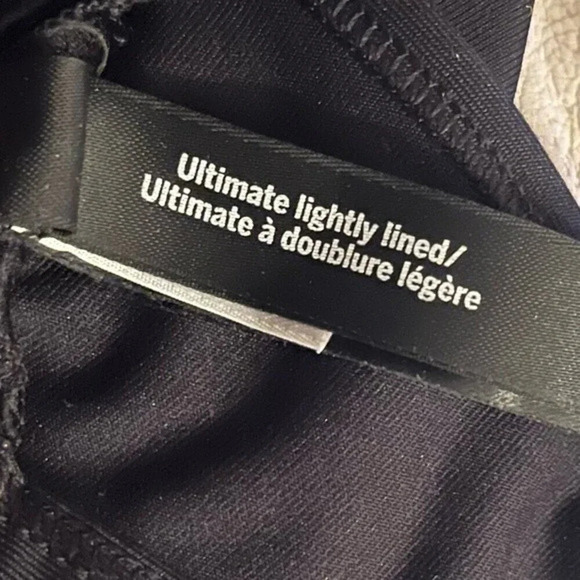 Ultimate lightly lined/
Ultimate à doublure légère